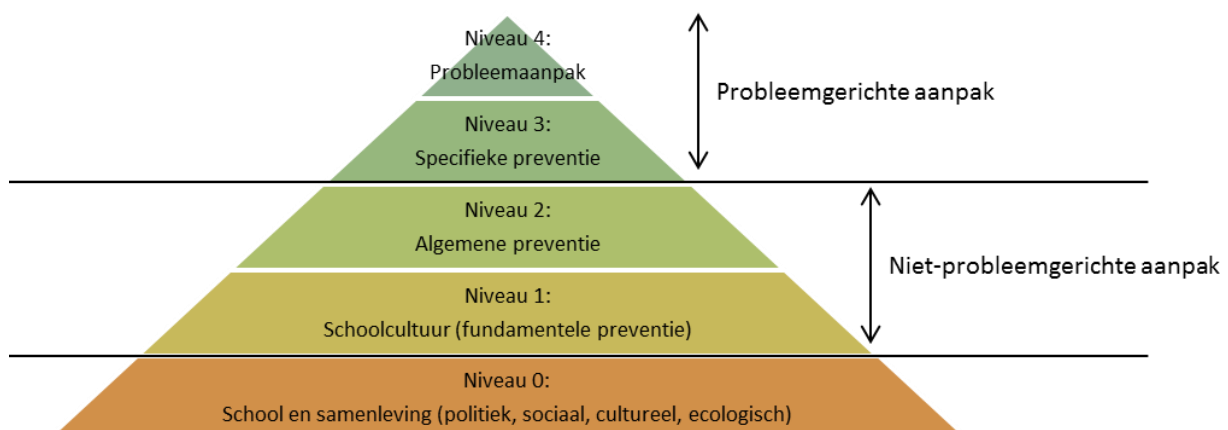 Niveau 4:
Probleemaanpak
Probleemgerichte aanpak
Niveau 3:
Specifieke preventie
Niveau 2:
Algemene preventie
Niet-probleemgerichte aanpak
Niveau 1:
Schoolcultuur (fundamentele preventie)
Niveau 0:
School en samenleving (politiek, sociaal, cultureel, ecologisch)